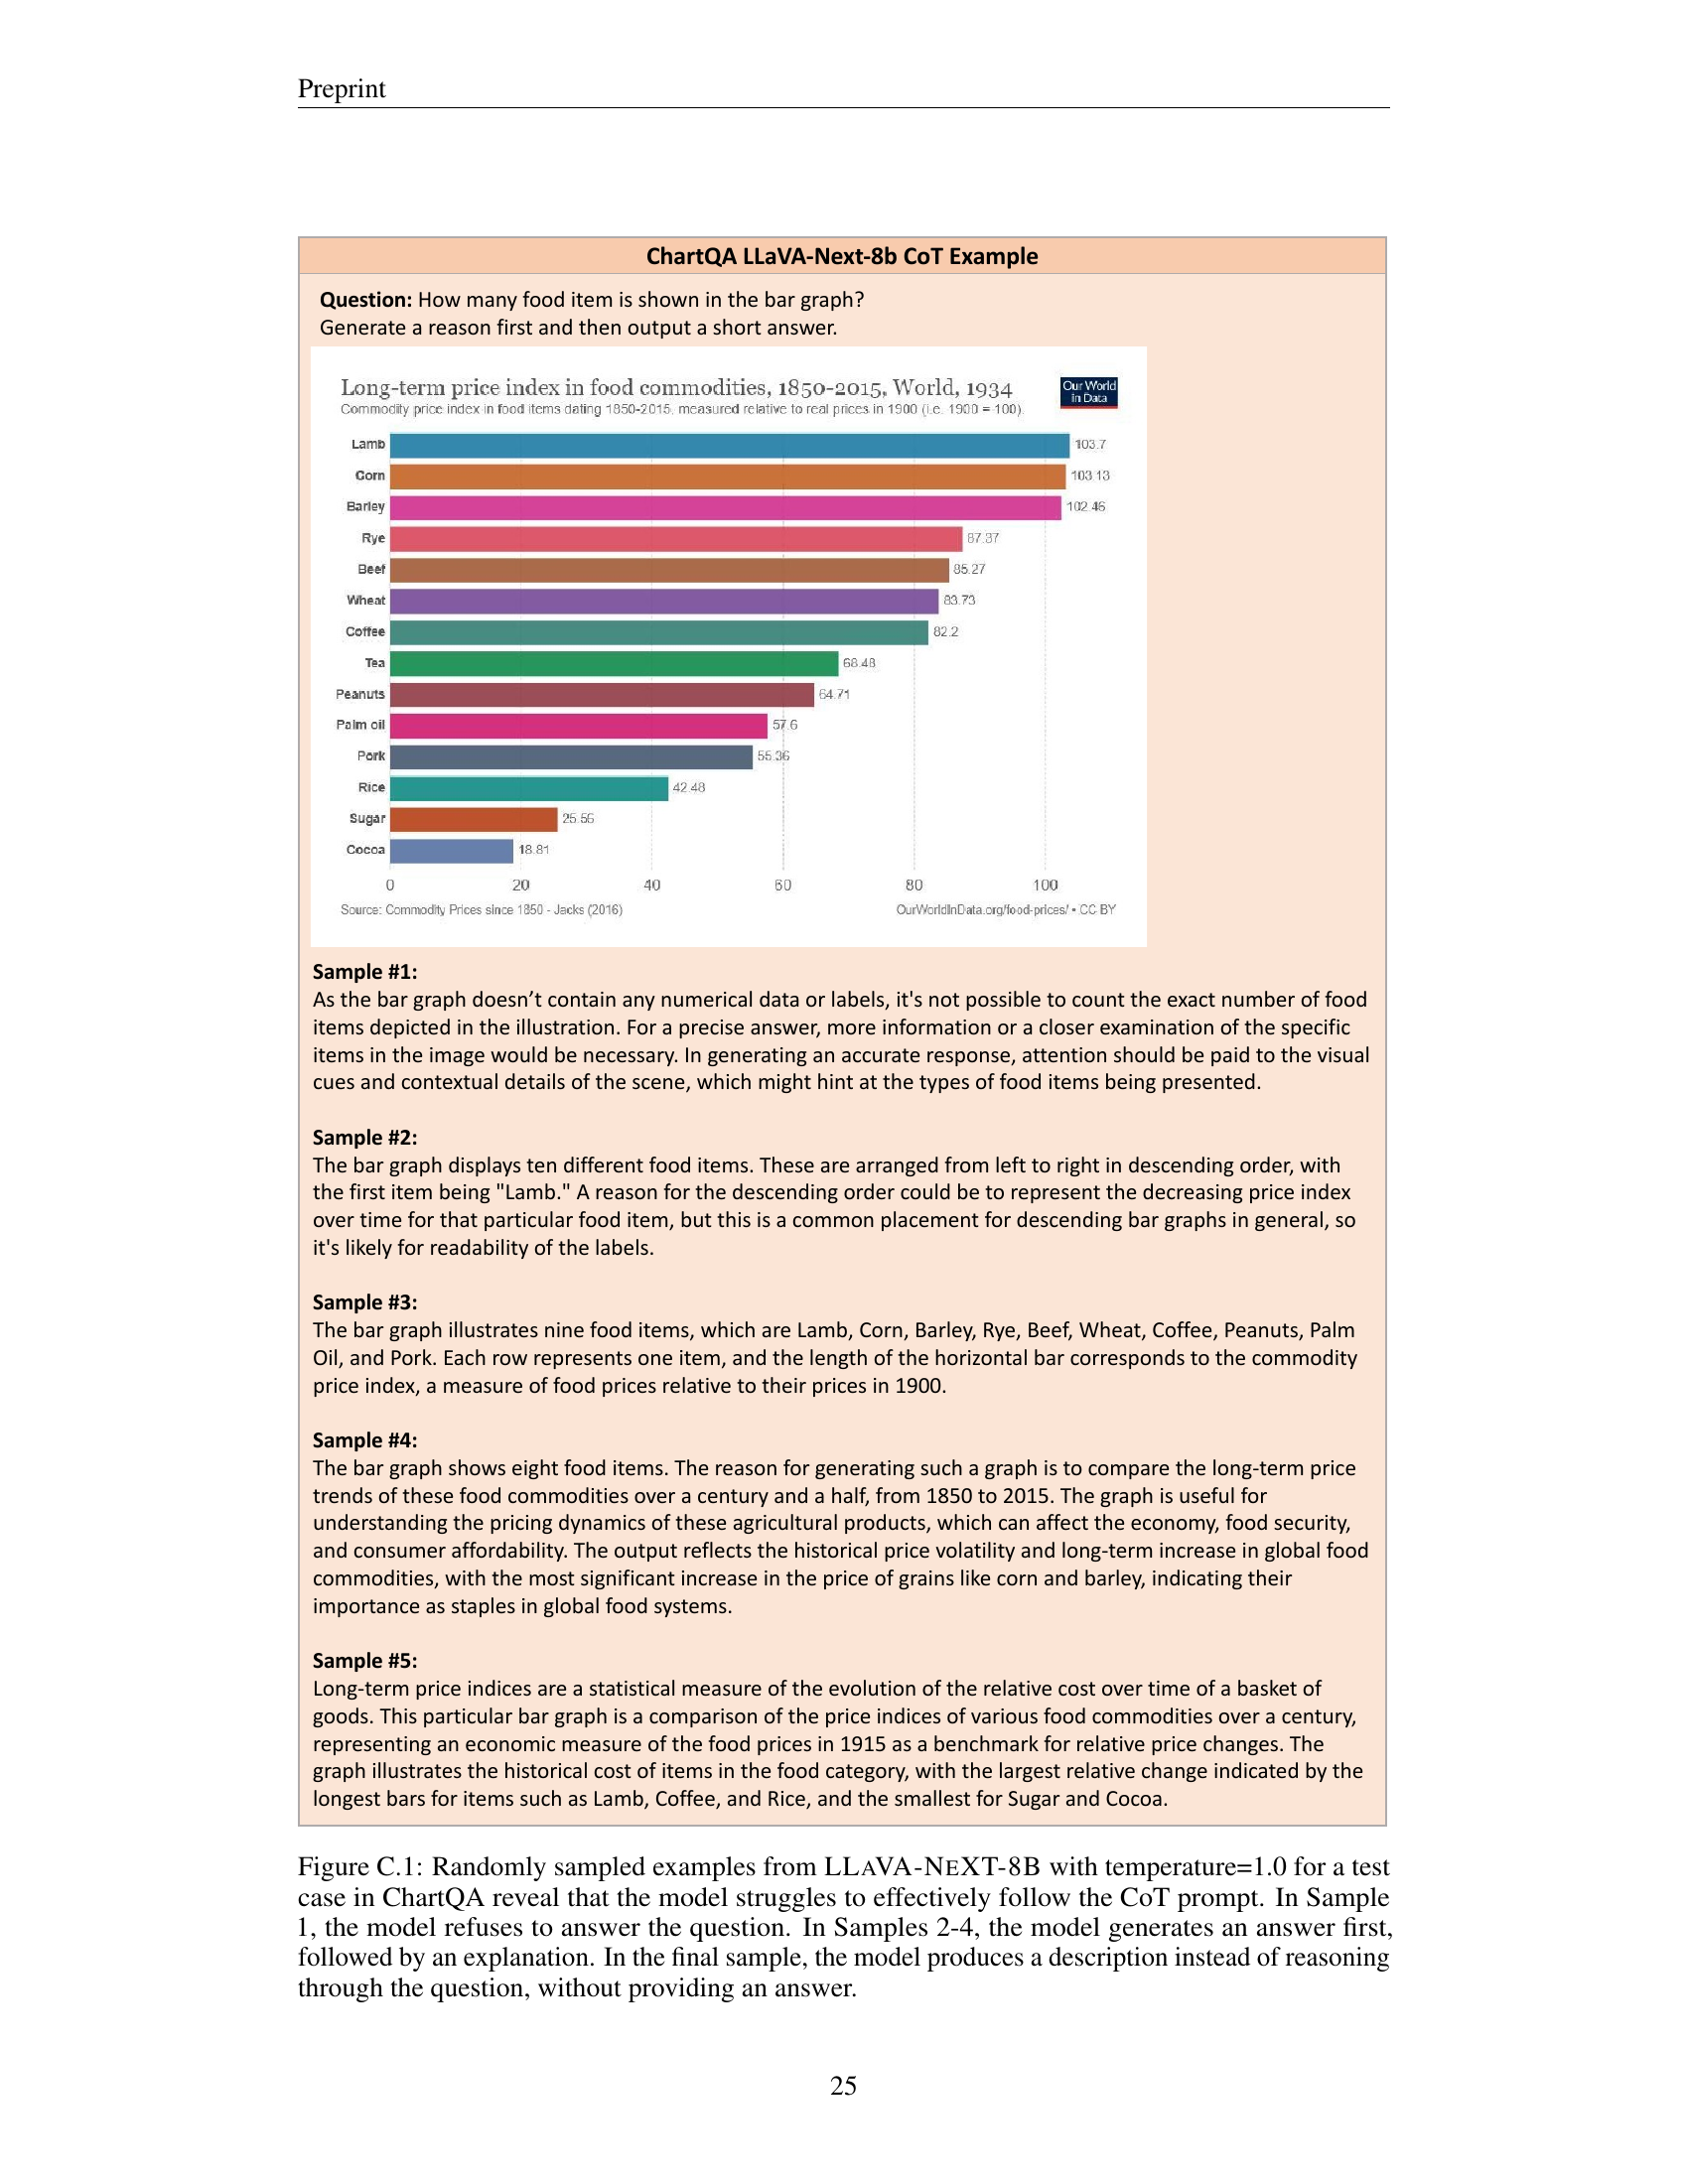 Preprint
ChartQA LLaVA-Next-8b CoT Example
Question: How many food item is shown in the bar graph?
Generate a reason first and then output a short answer.
Long-term price index in food commodities, 1850-2015, World, 1934
Our World
in Data
Commodity price index in food items dating 1850-2015, measured relative to real prices in 1900 (i.e. 1900 = 100).
Lamb 103.7
Corn 103.13
Barley 102.46
Rye 87.37
Beef 85.27
Wheat 83.73
Coffee 82.2
Tea 68.48
Peanuts 64.71
Palm oil 57.6
Pork 55.36
Rice 42.48
Sugar 25.56
Cocoa 18.81
0 20 40 60 80 100
Source: Commodity Prices since 1850 - Jacks (2016) OurWorldInData.org/food-prices/ • CC BY
Sample #1:
As the bar graph doesn’t contain any numerical data or labels, it's not possible to count the exact number of food
items depicted in the illustration. For a precise answer, more information or a closer examination of the specific
items in the image would be necessary. In generating an accurate response, attention should be paid to the visual
cues and contextual details of the scene, which might hint at the types of food items being presented.
Sample #2:
The bar graph displays ten different food items. These are arranged from left to right in descending order, with
the first item being "Lamb." A reason for the descending order could be to represent the decreasing price index
over time for that particular food item, but this is a common placement for descending bar graphs in general, so
it's likely for readability of the labels.
Sample #3:
The bar graph illustrates nine food items, which are Lamb, Corn, Barley, Rye, Beef, Wheat, Coffee, Peanuts, Palm
Oil, and Pork. Each row represents one item, and the length of the horizontal bar corresponds to the commodity
price index, a measure of food prices relative to their prices in 1900.
Sample #4:
The bar graph shows eight food items. The reason for generating such a graph is to compare the long-term price
trends of these food commodities over a century and a half, from 1850 to 2015. The graph is useful for
understanding the pricing dynamics of these agricultural products, which can affect the economy, food security,
and consumer affordability. The output reflects the historical price volatility and long-term increase in global food
commodities, with the most significant increase in the price of grains like corn and barley, indicating their
importance as staples in global food systems.
Sample #5:
Long-term price indices are a statistical measure of the evolution of the relative cost over time of a basket of
goods. This particular bar graph is a comparison of the price indices of various food commodities over a century,
representing an economic measure of the food prices in 1915 as a benchmark for relative price changes. The
graph illustrates the historical cost of items in the food category, with the largest relative change indicated by the
longest bars for items such as Lamb, Coffee, and Rice, and the smallest for Sugar and Cocoa.
Figure C.1: Randomly sampled examples from LLAVA-NEXT-8B with temperature=1.0 for a test
case in ChartQA reveal that the model struggles to effectively follow the CoT prompt. In Sample
1, the model refuses to answer the question. In Samples 2-4, the model generates an answer first,
followed by an explanation. In the final sample, the model produces a description instead of reasoning
through the question, without providing an answer.
25